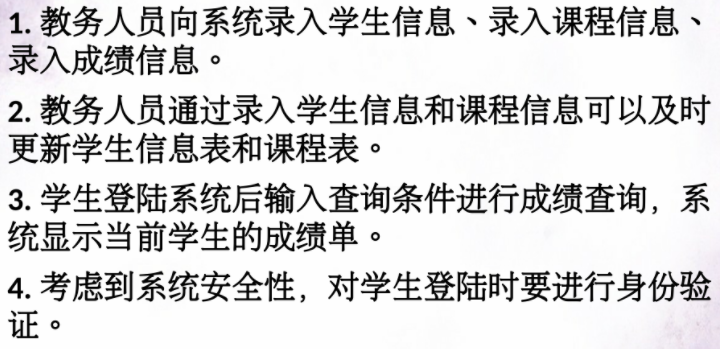 1. 教务人员向系统录入学生信息、录入课程信息、
录入成绩信息。
2. 教务人员通过录入学生信息和课程信息可以及时
更新学生信息表和课程表。
3. 学生登陆系统后输入查询条件进行成绩查询，系
统显示当前学生的成绩单。
4. 考虑到系统安全性，对学生登陆时要进行身份验
证。